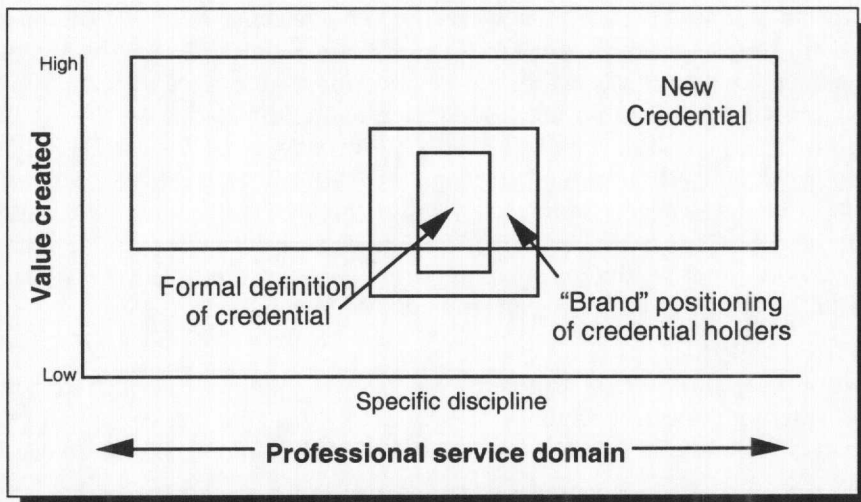 High
New
Credential
Value created
Formal definition
of credential
“Brand” positioning
of credential holders
Low
Specific discipline
Professional service domain